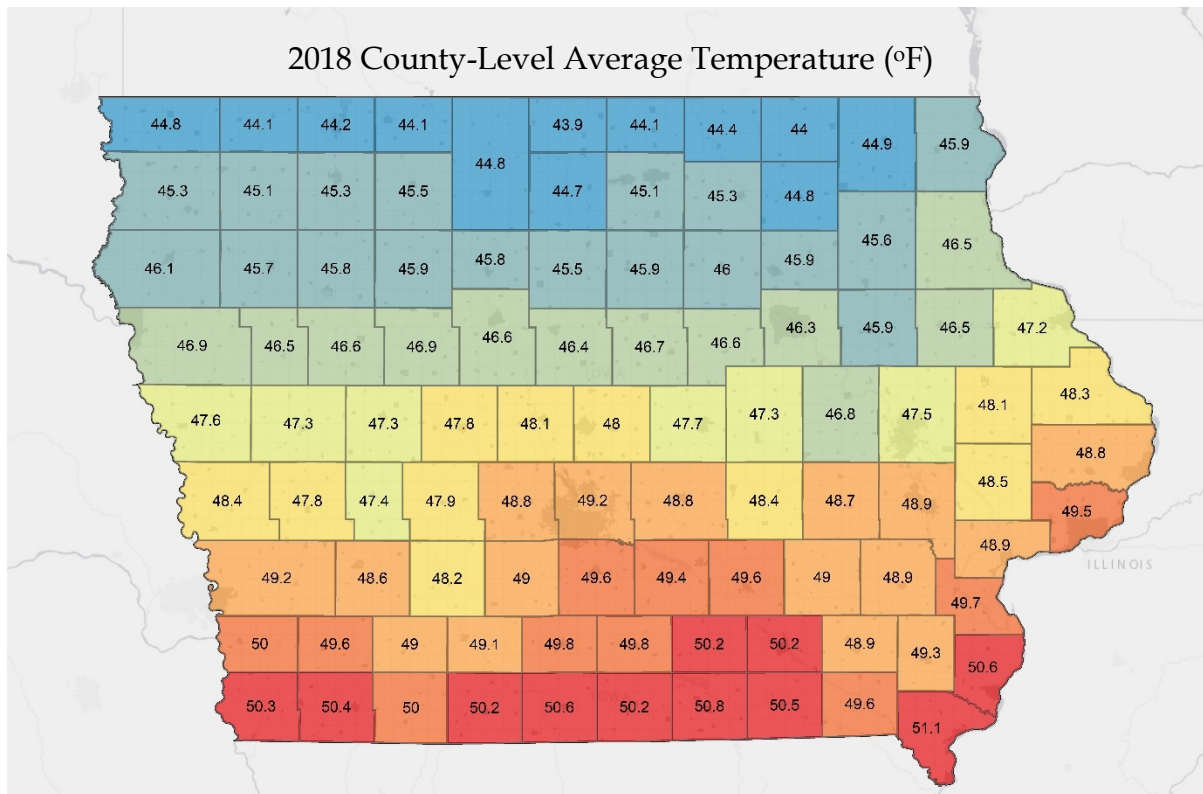 2018 County-Level Average Temperature (°F)
44.8 44.1 44.2 44.1 44.8 43.9 44.1 44.4 44 44.9 45.9
45.3 45.1 45.3 45.5 44.7 45.1 45.3 44.8
46.1 45.7 45.8 45.9 45.8 45.5 45.9 46 45.9 45.6 46.5
46.9 46.5 46.6 46.9 46.6 46.4 46.7 46.6 46.3 45.9 46.5 47.2
47.6 47.3 47.3 47.8 48.1 48 47.7 47.3 46.8 47.5 48.1 48.3
48.4 47.8 47.4 47.9 48.8 49.2 48.8 48.4 48.7 48.9 48.5 48.8
49.5
49.2 48.6 48.2 49 49.6 49.4 49.6 49 48.9 48.9
ILLINOIS
49.7
50 49.6 49 49.1 49.8 49.8 50.2 50.2 48.9 49.3 50.6
50.3 50.4 50 50.2 50.6 50.2 50.8 50.5 49.6 51.1